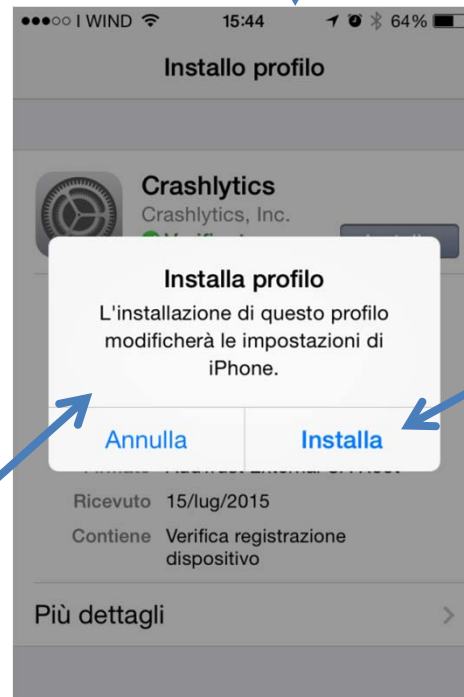 I WIND 15:44 64%
Installo profilo
Crashlytics
Crashlytics, Inc.
Installa profilo
L'installazione di questo profilo
modificherà le impostazioni di
iPhone.
Annulla Installa
Ricevuto 15/lug/2015
Contiene Verifica registrazione
dispositivo
Più dettagli